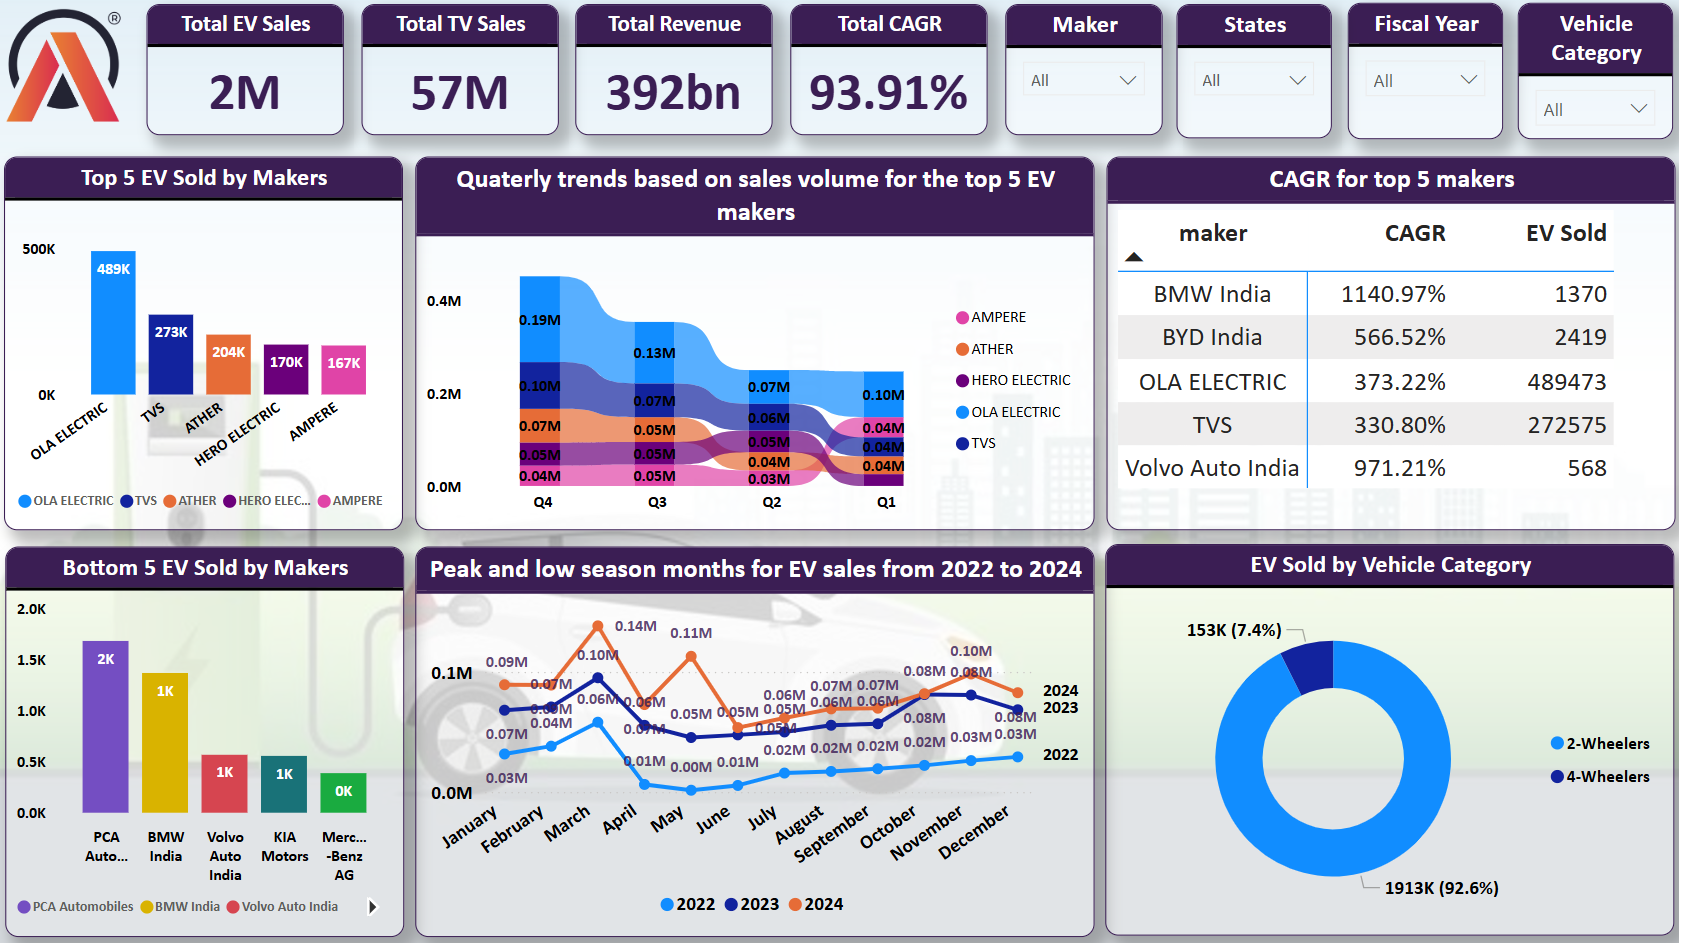 ®
Total EV Sales
2M
Total TV Sales
57M
Total Revenue
392bn
Total CAGR
93.91%
Maker
All
States
All
Fiscal Year
All
Vehicle
Category
All
Top 5 EV Sold by Makers
500K
0K
489K
273K
204K
170K
167K
OLA ELECTRIC
TVS
ATHER
HERO ELECTRIC
AMPERE
OLA ELECTRIC TVS ATHER HERO ELEC... AMPERE
Quaterly trends based on sales volume for the top 5 EV
makers
0.4M
0.2M
0.0M
0.19M
0.10M
0.07M
0.05M
0.04M
0.13M
0.07M
0.05M
0.05M
0.05M
0.07M
0.06M
0.05M
0.04M
0.03M
0.10M
0.04M
0.04M
0.04M
Q4 Q3 Q2 Q1
AMPERE
ATHER
HERO ELECTRIC
OLA ELECTRIC
TVS
CAGR for top 5 makers
maker CAGR EV Sold
BMW India 1140.97% 1370
BYD India 566.52% 2419
OLA ELECTRIC 373.22% 489473
TVS 330.80% 272575
Volvo Auto India 971.21% 568
Bottom 5 EV Sold by Makers
2.0K
1.5K
1.0K
0.5K
0.0K
2K
1K
1K
1K
0K
PCA
Auto...
BMW
India
Volvo
Auto
India
KIA
Motors
Merc...
-Benz
AG
PCA Automobiles BMW India Volvo Auto India
Peak and low season months for EV sales from 2022 to 2024
0.1M
0.0M
0.09M
0.07M
0.14M
0.06M
0.11M
0.05M
0.06M
0.07M
0.07M
0.08M
0.10M
0.08M
0.07M
0.10M
0.07M
0.05M
0.05M
0.06M
0.06M
0.08M
0.08M
0.03M
0.04M
0.06M
0.01M
0.00M
0.01M
0.02M
0.02M
0.02M
0.02M
0.03M
0.03M
0.05M
2024
2023
2022
January
February
March
April
May
June
July
August
September
October
November
December
2022 2023 2024
EV Sold by Vehicle Category
153K (7.4%)
1913K (92.6%)
2-Wheelers
4-Wheelers